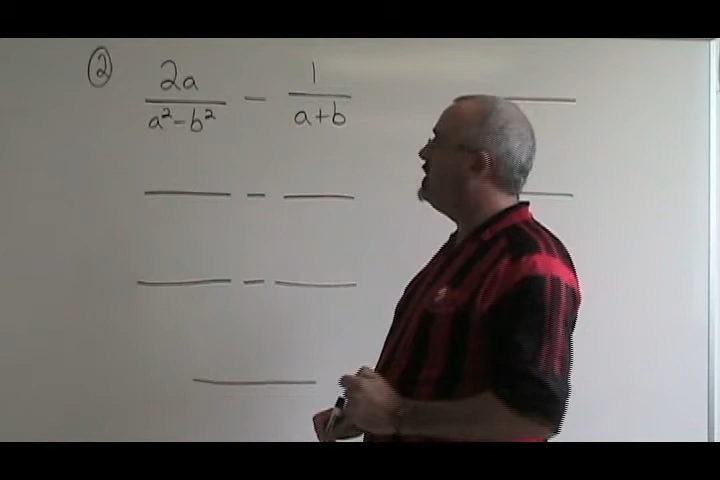 ② 2a/(a²-b²) - 1/(a+b)